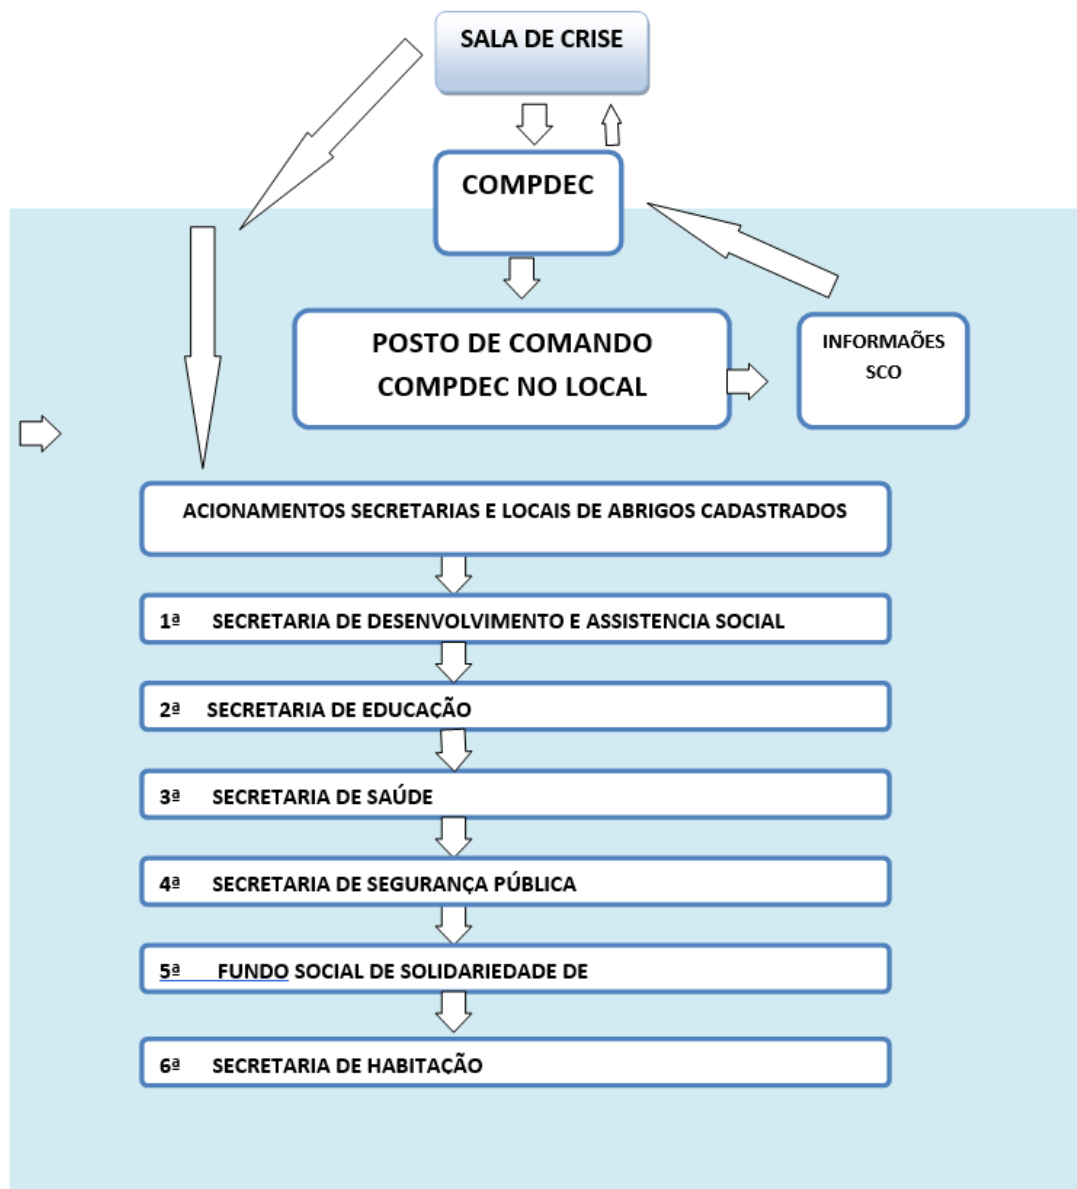 SALA DE CRISE
COMPDEC
POSTO DE COMANDO
COMPDEC NO LOCAL
INFORMAÕES
SCO
ACIONAMENTOS SECRETARIAS E LOCAIS DE ABRIGOS CADASTRADOS
1ª SECRETARIA DE DESENVOLVIMENTO E ASSISTENCIA SOCIAL
2ª SECRETARIA DE EDUCAÇÃO
3ª SECRETARIA DE SAÚDE
4ª SECRETARIA DE SEGURANÇA PÚBLICA
5ª FUNDO SOCIAL DE SOLIDARIEDADE DE
6ª SECRETARIA DE HABITAÇÃO